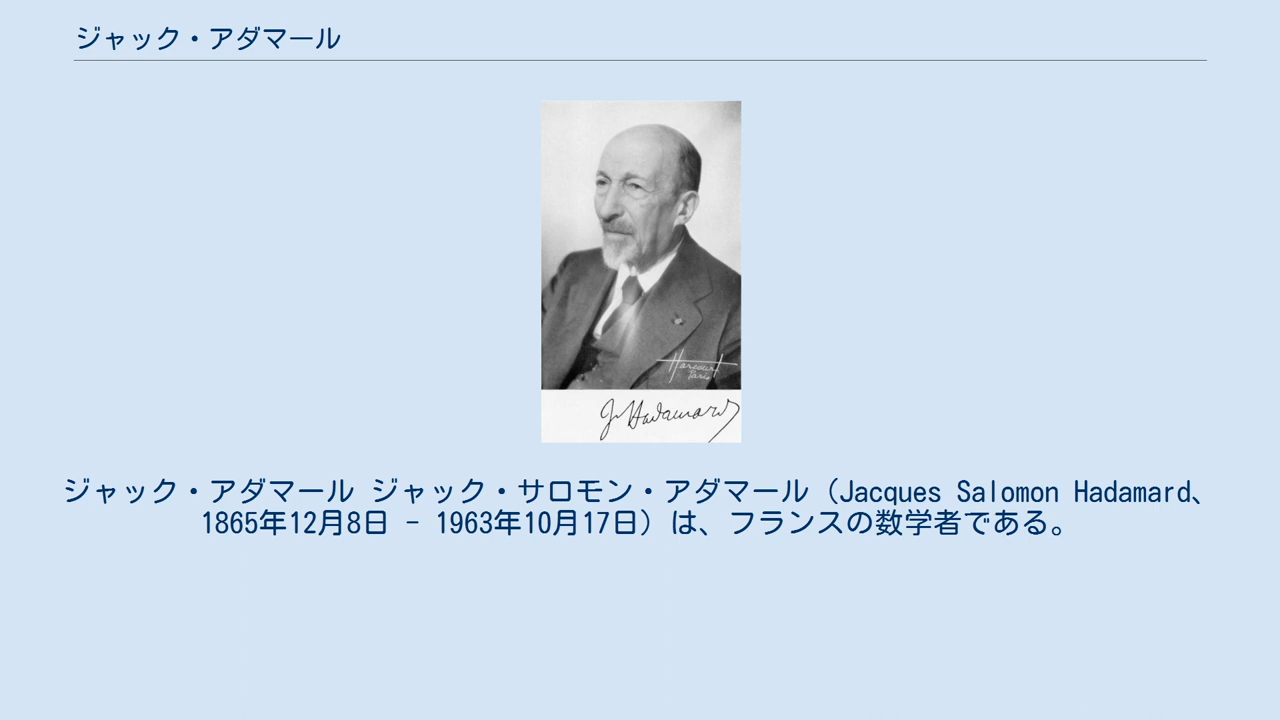 ジャック・アダマール
Harcourt
Paris
J Hadamard
ジャック・アダマール ジャック・サロモン・アダマール（Jacques Salomon Hadamard、
1865年12月8日 - 1963年10月17日）は、フランスの数学者である。